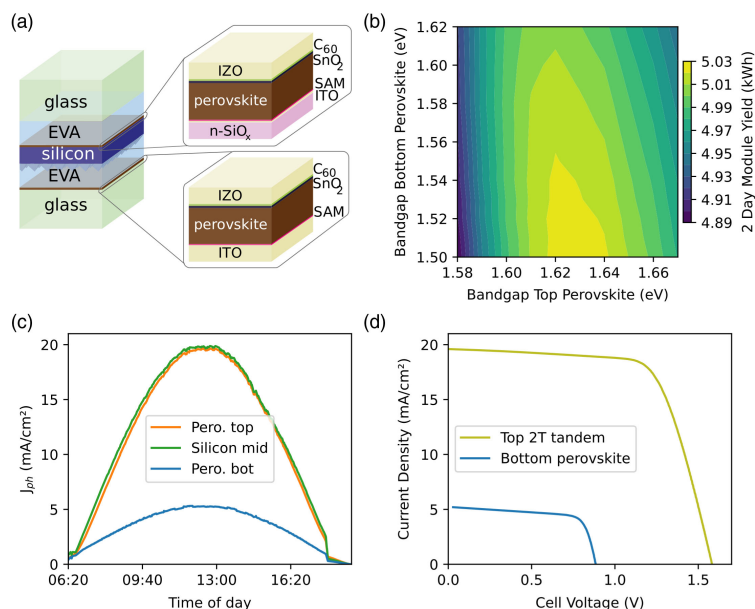 (a)
glass
EVA
silicon
EVA
glass
IZO
perovskite
n-SiOₓ
C₆₀
SnO₂
SAM
ITO
IZO
perovskite
ITO
C₆₀
SnO₂
SAM
(b)
Bandgap Bottom Perovskite (eV)
1.62
1.60
1.58
1.56
1.54
1.52
1.50
1.58 1.60 1.62 1.64 1.66
Bandgap Top Perovskite (eV)
5.03
5.01
4.99
4.97
4.95
4.93
4.91
4.89
2 Day Module Yield (kWh)
(c)
Jph (mA/cm²)
20
15
10
5
0
Pero. top
Silicon mid
Pero. bot
06:20 09:40 13:00 16:20
Time of day
(d)
Current Density (mA/cm²)
20
15
10
5
0
Top 2T tandem
Bottom perovskite
0.0 0.5 1.0 1.5
Cell Voltage (V)